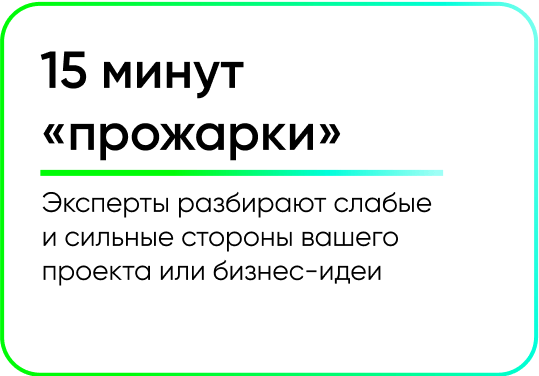 15 минут
«прожарки»
Эксперты разбирают слабые
и сильные стороны вашего
проекта или бизнес-идеи